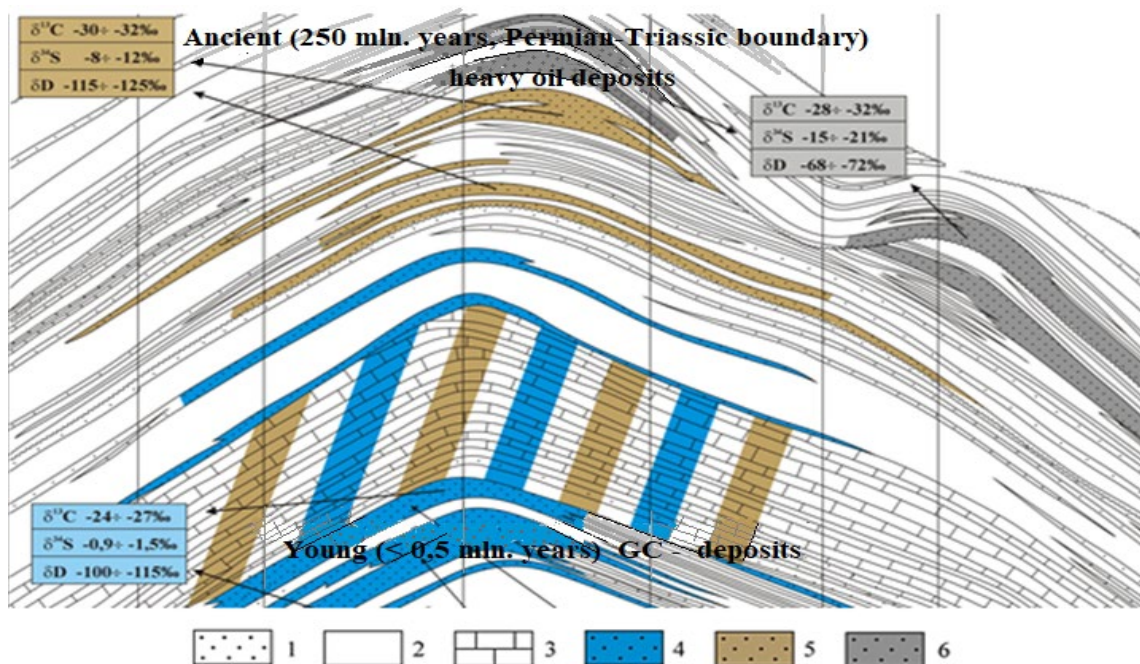 δ¹³C -30÷ -32‰
δ³⁴S -8÷ -12‰
δD -115÷ -125‰
Ancient (250 mln. years, Permian-Triassic boundary)
heavy oil deposits
δ¹³C -28÷ -32‰
δ³⁴S -15÷ -21‰
δD -68÷ -72‰
δ¹³C -24÷ -27‰
δ³⁴S -0,9÷ -1,5‰
δD -100÷ -115‰
Young (< 0,5 mln. years) GC - deposits
1 2 3 4 5 6